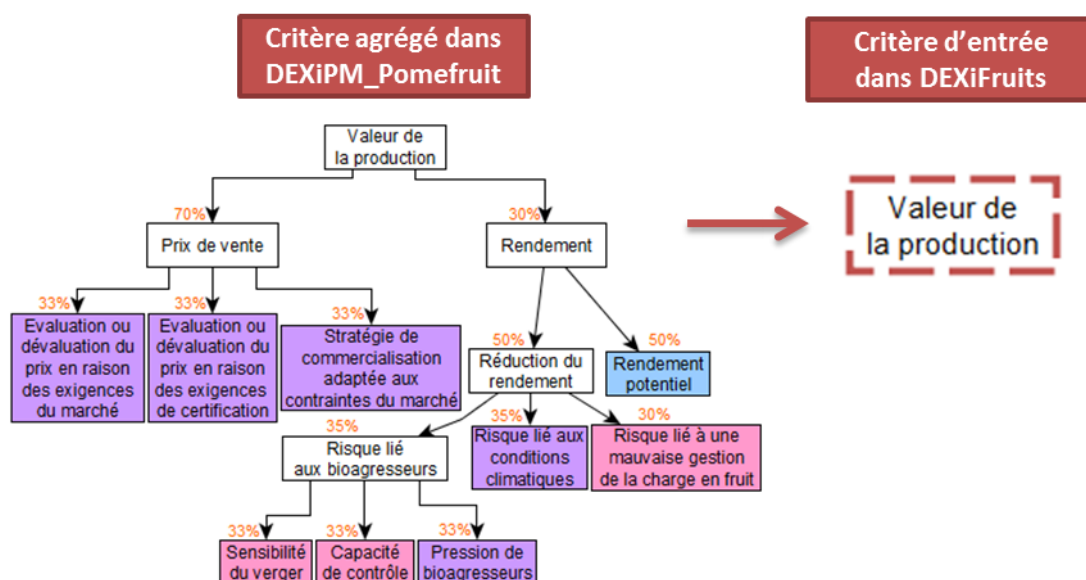 Critère agrégé dans
DEXiPM_Pomefruit
Critère d'entrée
dans DEXiFruits
Valeur de
la production
Valeur de
la production
70%
30%
Prix de vente
Rendement
33%
33%
33%
Evaluation ou
dévaluation du
prix en raison
des exigences
du marché
Evaluation ou
dévaluation du
prix en raison
des exigences
de certification
Stratégie de
commercialisation
adaptée aux
contraintes du marché
50%
50%
Réduction du
rendement
Rendement
potentiel
35%
35%
30%
Risque lié
aux bioagresseurs
Risque lié aux
conditions
climatiques
Risque lié à une
mauvaise gestion
de la charge en fruit
33%
33%
33%
Sensibilité
du verger
Capacité
de contrôle
Pression de
bioagresseurs